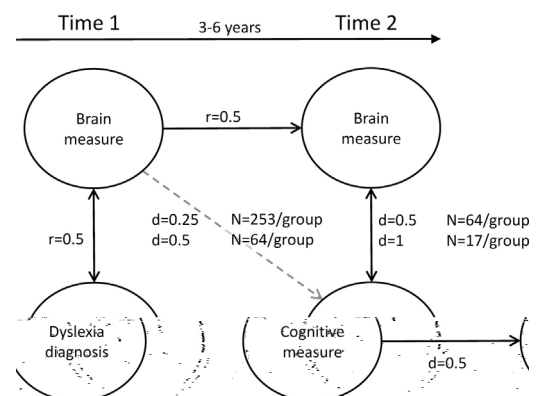 Time 1
3-6 years
Time 2
Brain
measure
r=0.5
Brain
measure
r=0.5
d=0.25 N=253/group
d=0.5 N=64/group
d=0.5 N=64/group
d=1 N=17/group
Dyslexia
diagnosis
Cognitive
measure
d=0.5